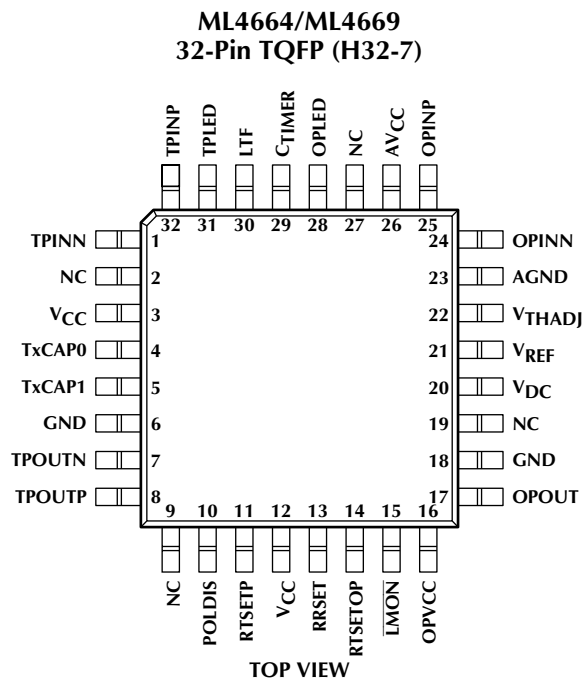 ML4664/ML4669
32-Pin TQFP (H32-7)
TPINP
TPLED
LTF
CTIMER
OPLED
NC
AVCC
OPINP
32 31 30 29 28 27 26 25
TPINN 1 24 OPINN
NC 2 23 AGND
VCC 3 22 VTHADJ
TxCAP0 4 21 VREF
TxCAP1 5 20 VDC
GND 6 19 NC
TPOUTN 7 18 GND
TPOUTP 8 17 OPOUT
9 10 11 12 13 14 15 16
NC
POLDIS
RTSETP
VCC
RRSET
RTSETOP
LMON
OPVCC
TOP VIEW